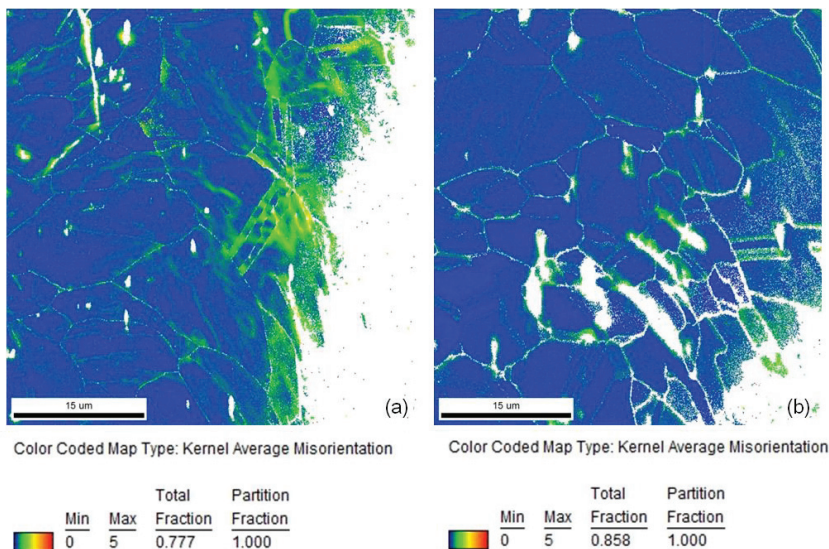 15 um
(a)
15 um
(b)
Color Coded Map Type: Kernel Average Misorientation
Total Partition
Min Max Fraction Fraction
0 5 0.777 1.000
Color Coded Map Type: Kernel Average Misorientation
Total Partition
Min Max Fraction Fraction
0 5 0.858 1.000